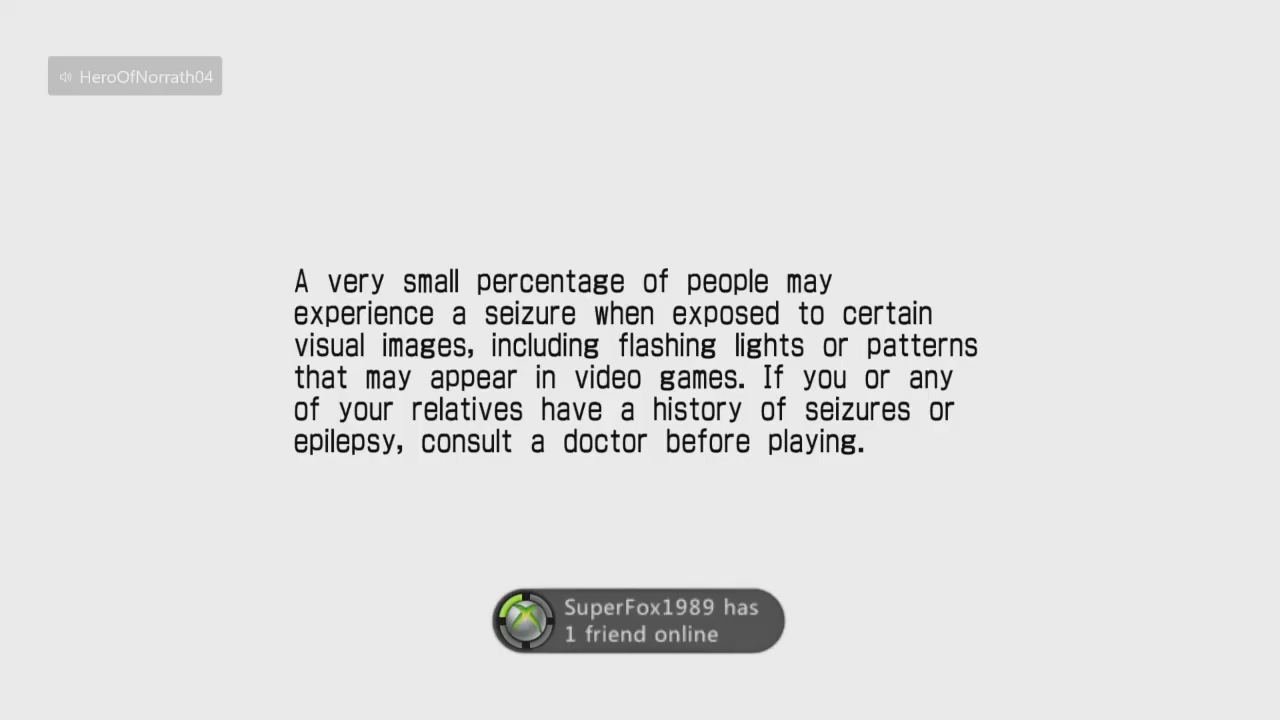 HeroOfNorrath04
A very small percentage of people may
experience a seizure when exposed to certain
visual images, including flashing lights or patterns
that may appear in video games. If you or any
of your relatives have a history of seizures or
epilepsy, consult a doctor before playing.
SuperFox1989 has
1 friend online